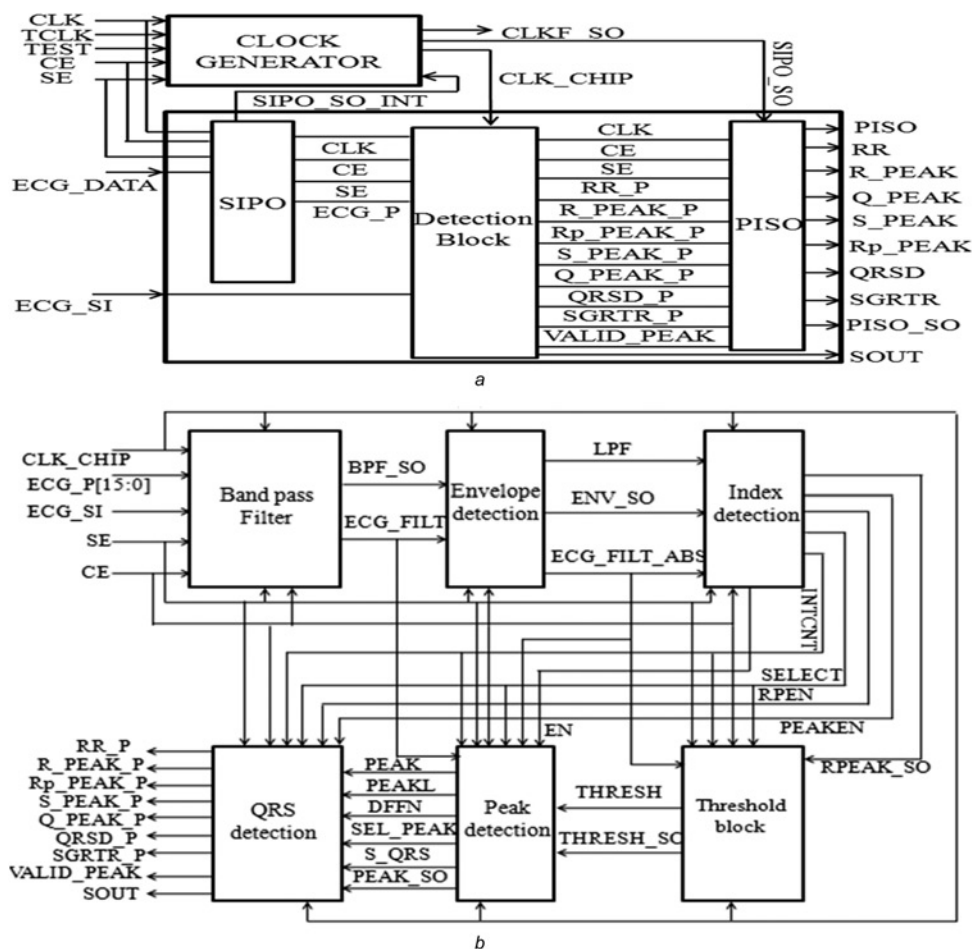 CLK
TCLK
TEST
CE
SE
CLOCK
GENERATOR
CLKF_SO
CLK_CHIP
SIPO_SO
SIPO_SO_INT
ECG_DATA
ECG_SI
SIPO
CLK
CE
SE
ECG_P
Detection
Block
CLK
CE
SE
RR_P
R_PEAK_P
Rp_PEAK_P
S_PEAK_P
Q_PEAK_P
QRSD_P
SGRTR_P
VALID_PEAK
PISO
PISO
RR
R_PEAK
Q_PEAK
S_PEAK
Rp_PEAK
QRSD
SGRTR
PISO_SO
SOUT
a
CLK_CHIP
ECG_P[15:0]
ECG_SI
SE
CE
Band pass
Filter
BPF_SO
ECG_FILT
Envelope
detection
LPF
ENV_SO
ECG_FILT_ABS
Index
detection
INTCNT
SELECT
RPEN
PEAKEN
EN
RPEAK_SO
RR_P
R_PEAK_P
Rp_PEAK_P
S_PEAK_P
Q_PEAK_P
QRSD_P
SGRTR_P
VALID_PEAK
SOUT
QRS
detection
PEAK
PEAKL
DFFN
SEL_PEAK
S_QRS
PEAK_SO
Peak
detection
THRESH
THRESH_SO
Threshold
block
b